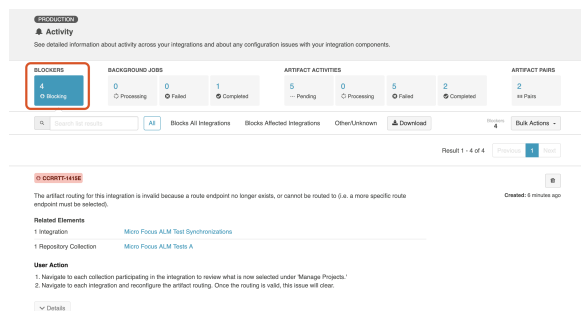 PRODUCTION
Activity
See detailed information about activity across your integrations and about any configuration issues with your integration components.
BLOCKERS
BACKGROUND JOBS
ARTIFACT ACTIVITIES
ARTIFACT PAIRS
4 0 0 1 5 0 5 2 2
Blocking Processing Failed Completed Pending Processing Failed Completed Pairs
Search list results All Blocks All Integrations Blocks Affected Integrations Other/Unknown Download Blockers 4 Bulk Actions
Result 1 - 4 of 4 Previous 1 Next
CCRRTT-1415E
The artifact routing for this integration is invalid because a route endpoint no longer exists, or cannot be routed to (i.e. a more specific route
endpoint must be selected).
Created: 6 minutes ago
Related Elements
1 Integration Micro Focus ALM Test Synchronizations
1 Repository Collection Micro Focus ALM Tests A
User Action
1. Navigate to each collection participating in the integration to review what is now selected under 'Manage Projects.'
2. Navigate to each integration and reconfigure the artifact routing. Once the routing is valid, this issue will clear.
Details